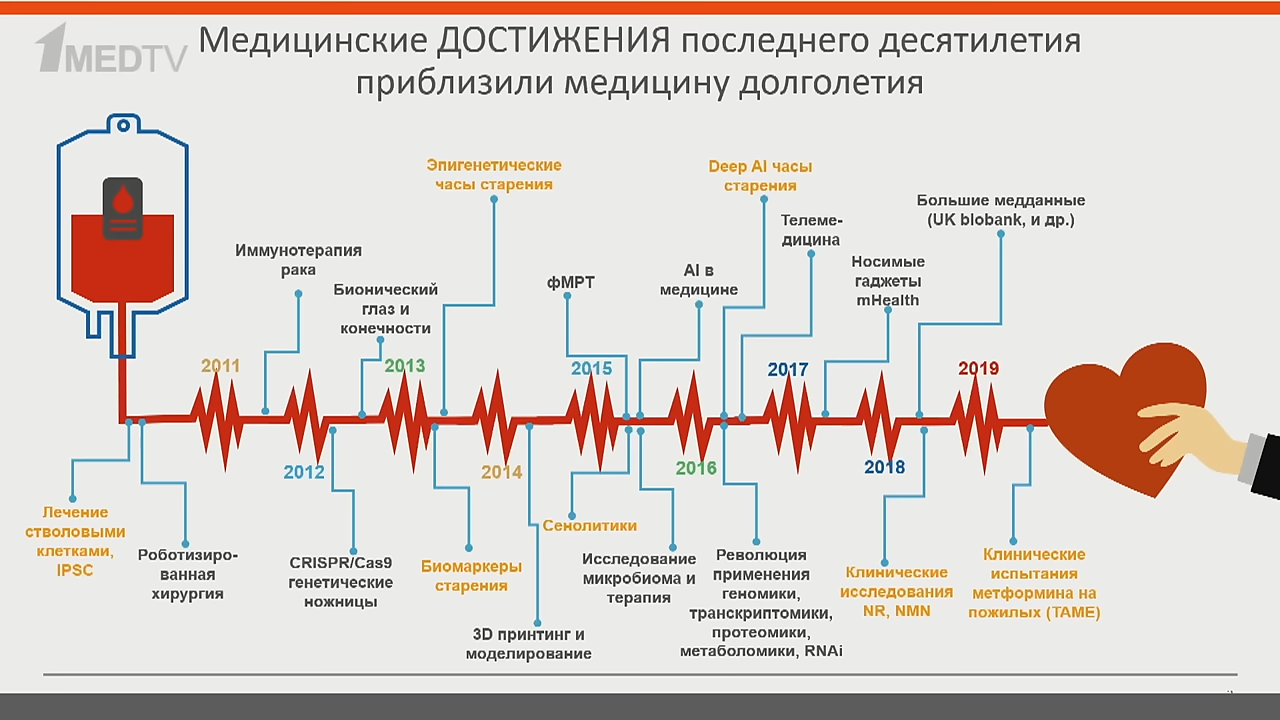 1MEDTV
Медицинские ДОСТИЖЕНИЯ последнего десятилетия
приблизили медицину долголетия
Эпигенетические
часы старения
Deep AI часы
старения
Большие медданные
(UK biobank, и др.)
Телеме-
дицина
Иммунотерапия
рака
Носимые
гаджеты
mHealth
AI в
медицине
фМРТ
Бионический
глаз и
конечности
2011
2013
2015
2017
2019
2012
2014
2016
2018
Лечение
стволовыми
клетками,
IPSC
Роботизиро-
ванная
хирургия
CRISPR/Cas9
генетические
ножницы
Биомаркеры
старения
3D принтинг и
моделирование
Сенолитики
Исследование
микробиома и
терапия
Революция
применения
геномики,
транскриптомики,
протеомики,
метаболомики, RNAi
Клинические
исследования
NR, NMN
Клинические
испытания
метформина на
пожилых (TAME)